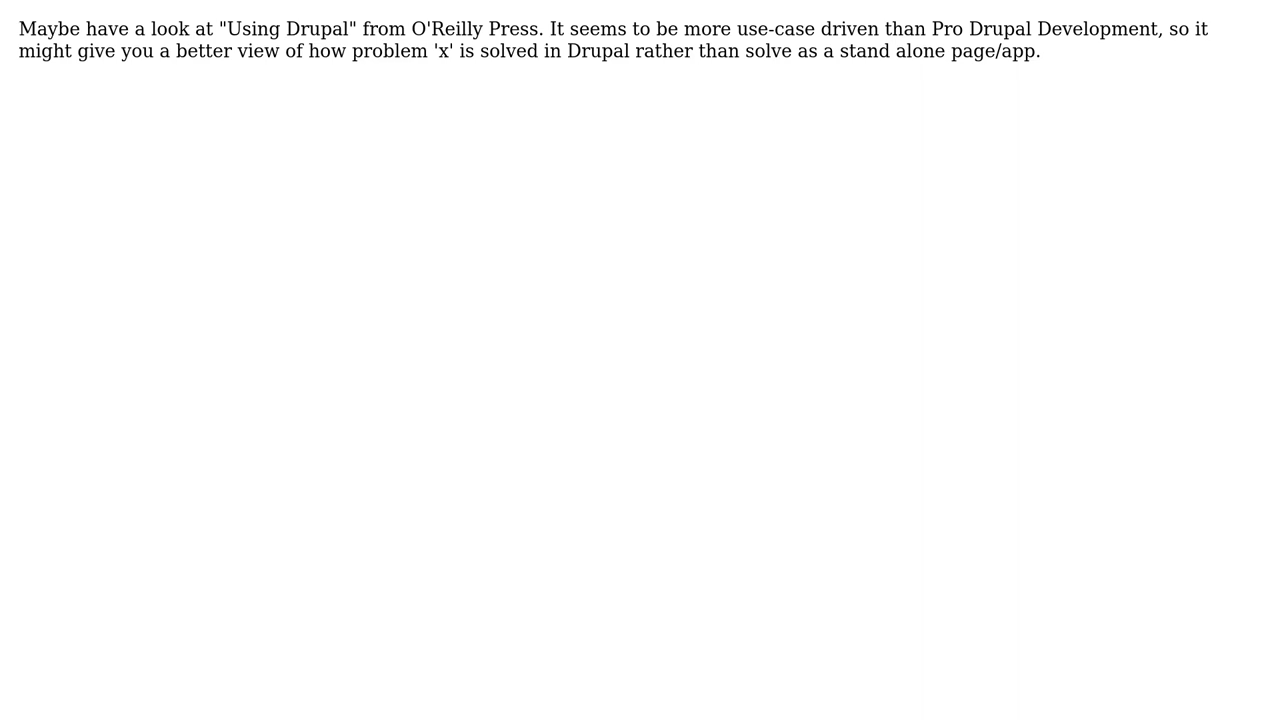 Maybe have a look at "Using Drupal" from O'Reilly Press. It seems to be more use-case driven than Pro Drupal Development, so it
might give you a better view of how problem 'x' is solved in Drupal rather than solve as a stand alone page/app.